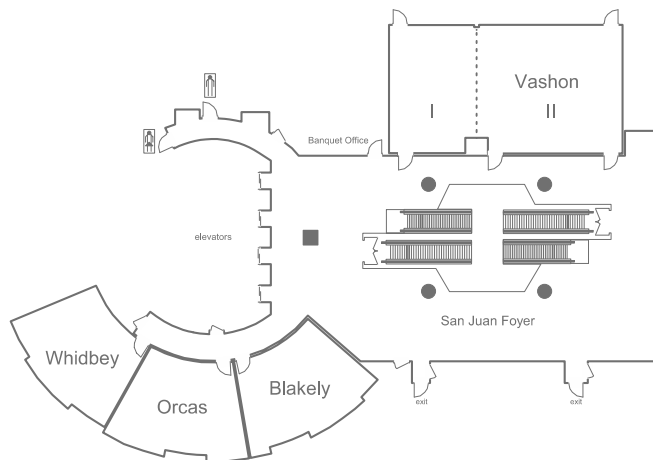 Vashon
I
II
Banquet Office
elevators
San Juan Foyer
Whidbey
Orcas
Blakely
exit
exit